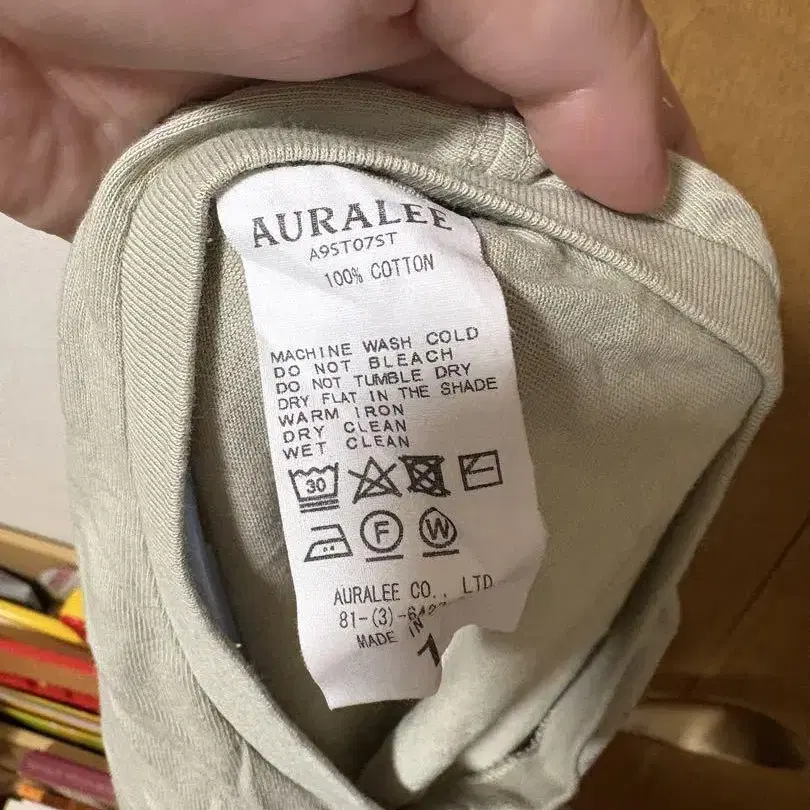 AURALEE
A9ST07ST
100% COTTON
MACHINE WASH COLD
DO NOT BLEACH
DO NOT TUMBLE DRY
DRY FLAT IN THE SHADE
WARM IRON
DRY CLEAN
WET CLEAN
30
F W
AURALEE CO., LTD
81-(3)-
MADE IN
1